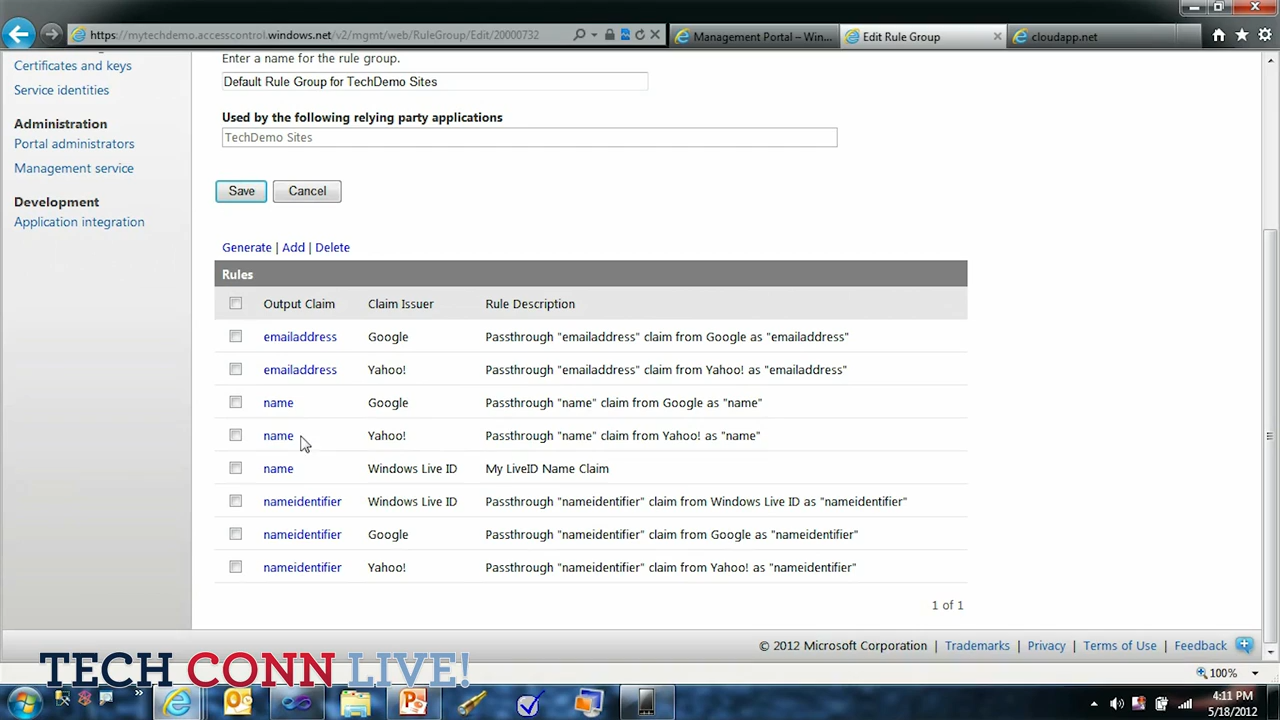 https://mytechdemo.accesscontrol.windows.net/v2/mgmt/web/RuleGroup/Edit/20000732
Management Portal – Win...
Edit Rule Group
cloudapp.net
Certificates and keys
Service identities
Administration
Portal administrators
Management service
Development
Application integration
Enter a name for the rule group.
Default Rule Group for TechDemo Sites
Used by the following relying party applications
TechDemo Sites
Save Cancel
Generate | Add | Delete
Rules
Output Claim Claim Issuer Rule Description
emailaddress Google Passthrough "emailaddress" claim from Google as "emailaddress"
emailaddress Yahoo! Passthrough "emailaddress" claim from Yahoo! as "emailaddress"
name Google Passthrough "name" claim from Google as "name"
name Yahoo! Passthrough "name" claim from Yahoo! as "name"
name Windows Live ID My LiveID Name Claim
nameidentifier Windows Live ID Passthrough "nameidentifier" claim from Windows Live ID as "nameidentifier"
nameidentifier Google Passthrough "nameidentifier" claim from Google as "nameidentifier"
nameidentifier Yahoo! Passthrough "nameidentifier" claim from Yahoo! as "nameidentifier"
1 of 1
© 2012 Microsoft Corporation | Trademarks | Privacy | Terms of Use | Feedback
TECH CONN LIVE!
100%
4:11 PM
5/18/2012